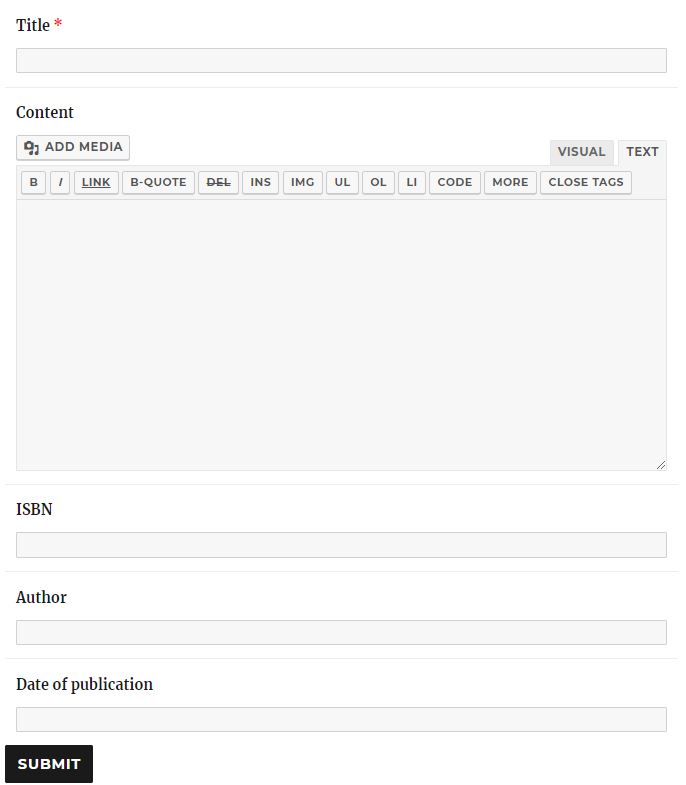 Title *
Content
ADD MEDIA
VISUAL TEXT
B I LINK B-QUOTE DEL INS IMG UL OL LI CODE MORE CLOSE TAGS
ISBN
Author
Date of publication
SUBMIT